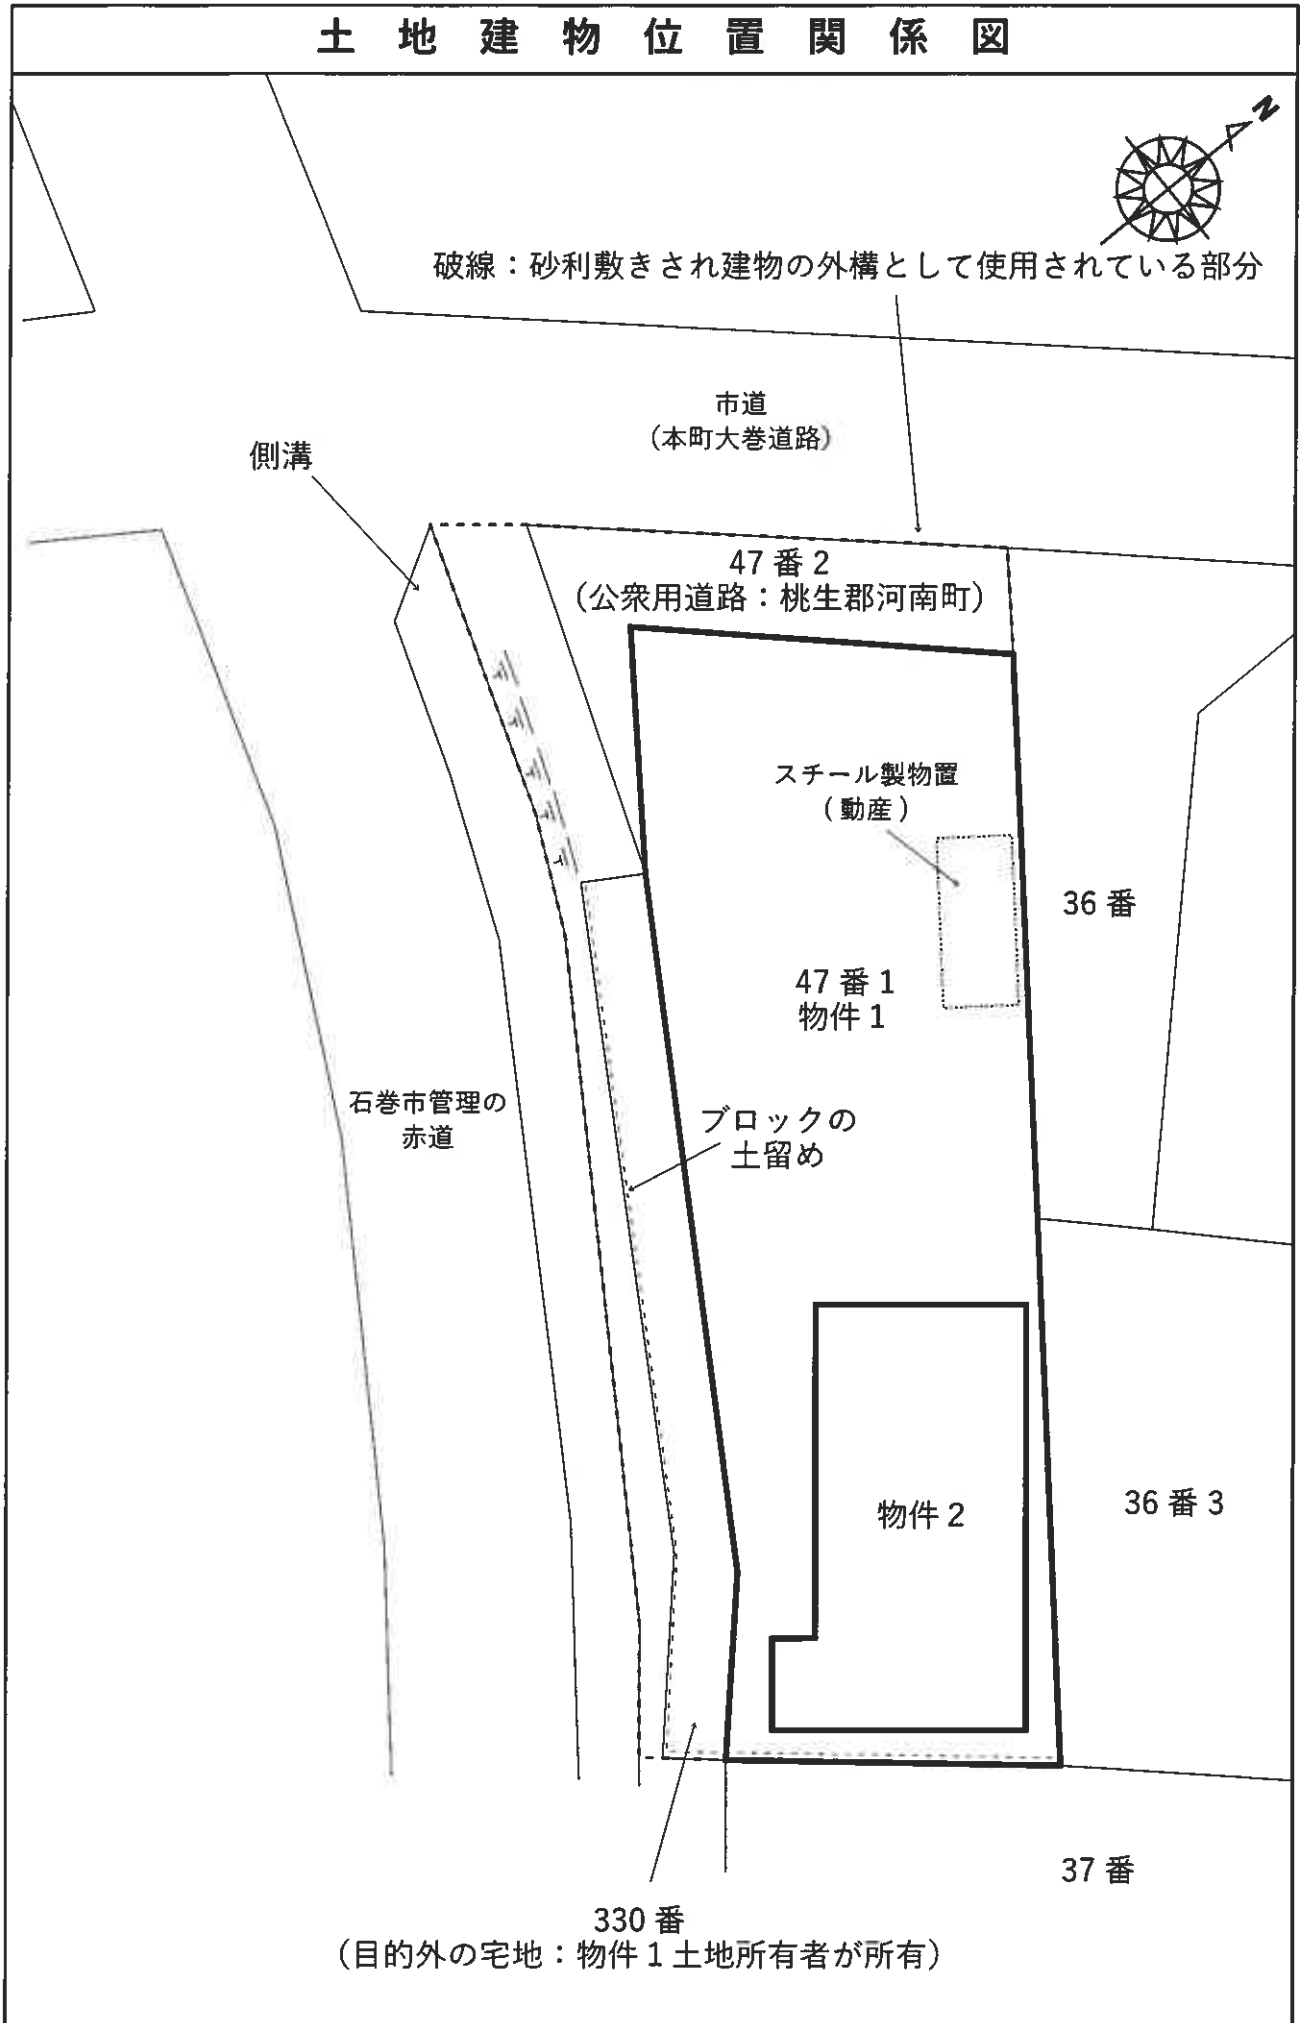 土地建物位置関係図
N
破線：砂利敷きされ建物の外構として使用されている部分
市道
（本町大巻道路）
側溝
47番2
（公衆用道路：桃生郡河南町）
スチール製物置
（動産）
36番
47番1
物件1
石巻市管理の
赤道
ブロックの
土留め
物件2
36番3
37番
330番
（目的外の宅地：物件1土地所有者が所有）